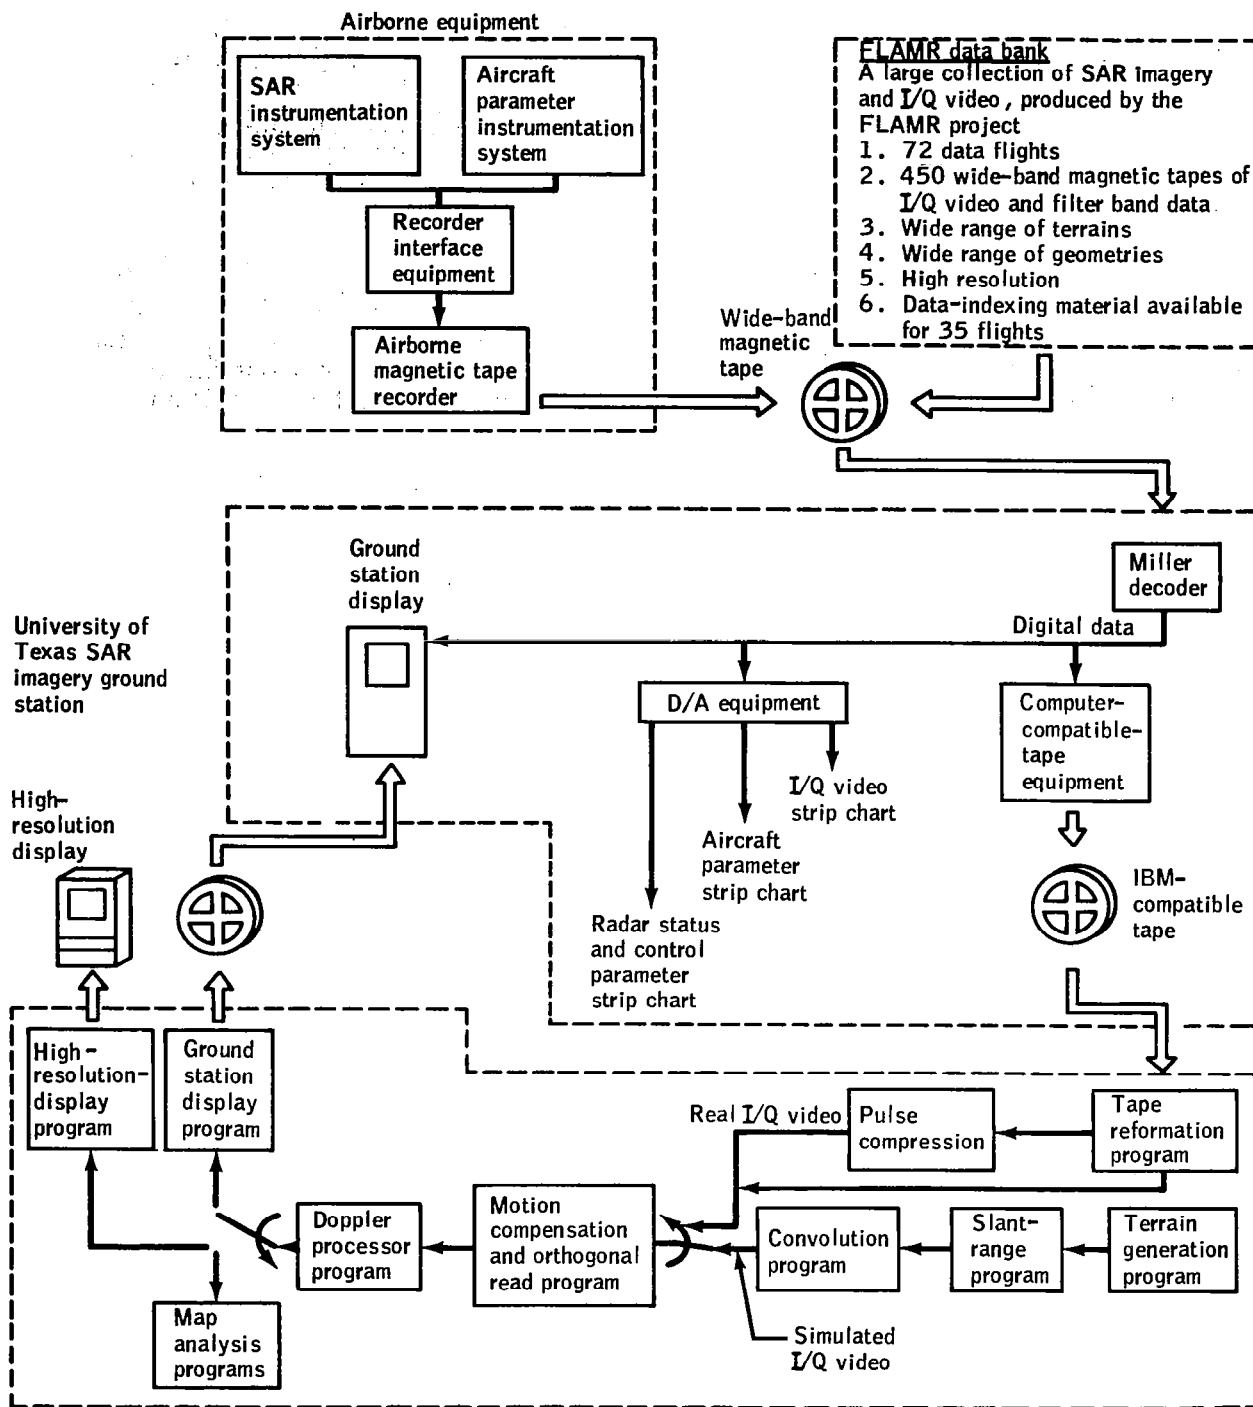 Airborne equipment
SAR
instrumentation
system
Aircraft
parameter
instrumentation
system
Recorder
interface
equipment
Airborne
magnetic tape
recorder
FLAMR data bank
A large collection of SAR imagery
and I/Q video, produced by the
FLAMR project
1. 72 data flights
2. 450 wide-band magnetic tapes of
I/Q video and filter band data
3. Wide range of terrains
4. Wide range of geometries
5. High resolution
6. Data-indexing material available
for 35 flights
Wide-band
magnetic
tape
Ground
station
display
Miller
decoder
Digital data
University of
Texas SAR
imagery ground
station
D/A equipment
Computer-
compatible-
tape
equipment
I/Q video
strip chart
Aircraft
parameter
strip chart
Radar status
and control
parameter
strip chart
High-
resolution
display
IBM-
compatible
tape
High-
resolution-
display
program
Ground
station
display
program
Real I/Q video
Pulse
compression
Tape
reformation
program
Doppler
processor
program
Motion
compensation
and orthogonal
read program
Convolution
program
Slant-
range
program
Terrain
generation
program
Map
analysis
programs
Simulated
I/Q video